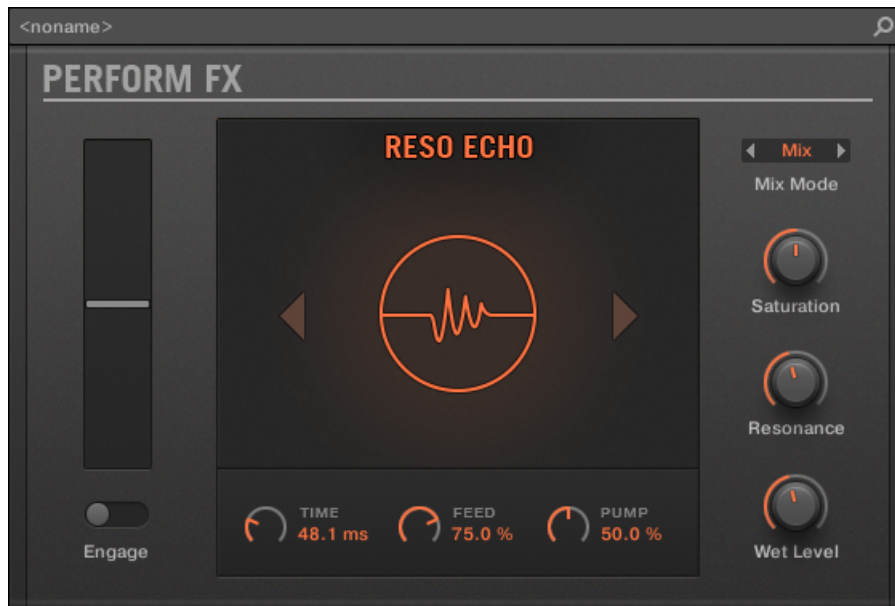 <noname>
PERFORM FX
RESO ECHO
Mix
Mix Mode
Saturation
Resonance
Wet Level
Engage
TIME
48.1 ms
FEED
75.0 %
PUMP
50.0 %